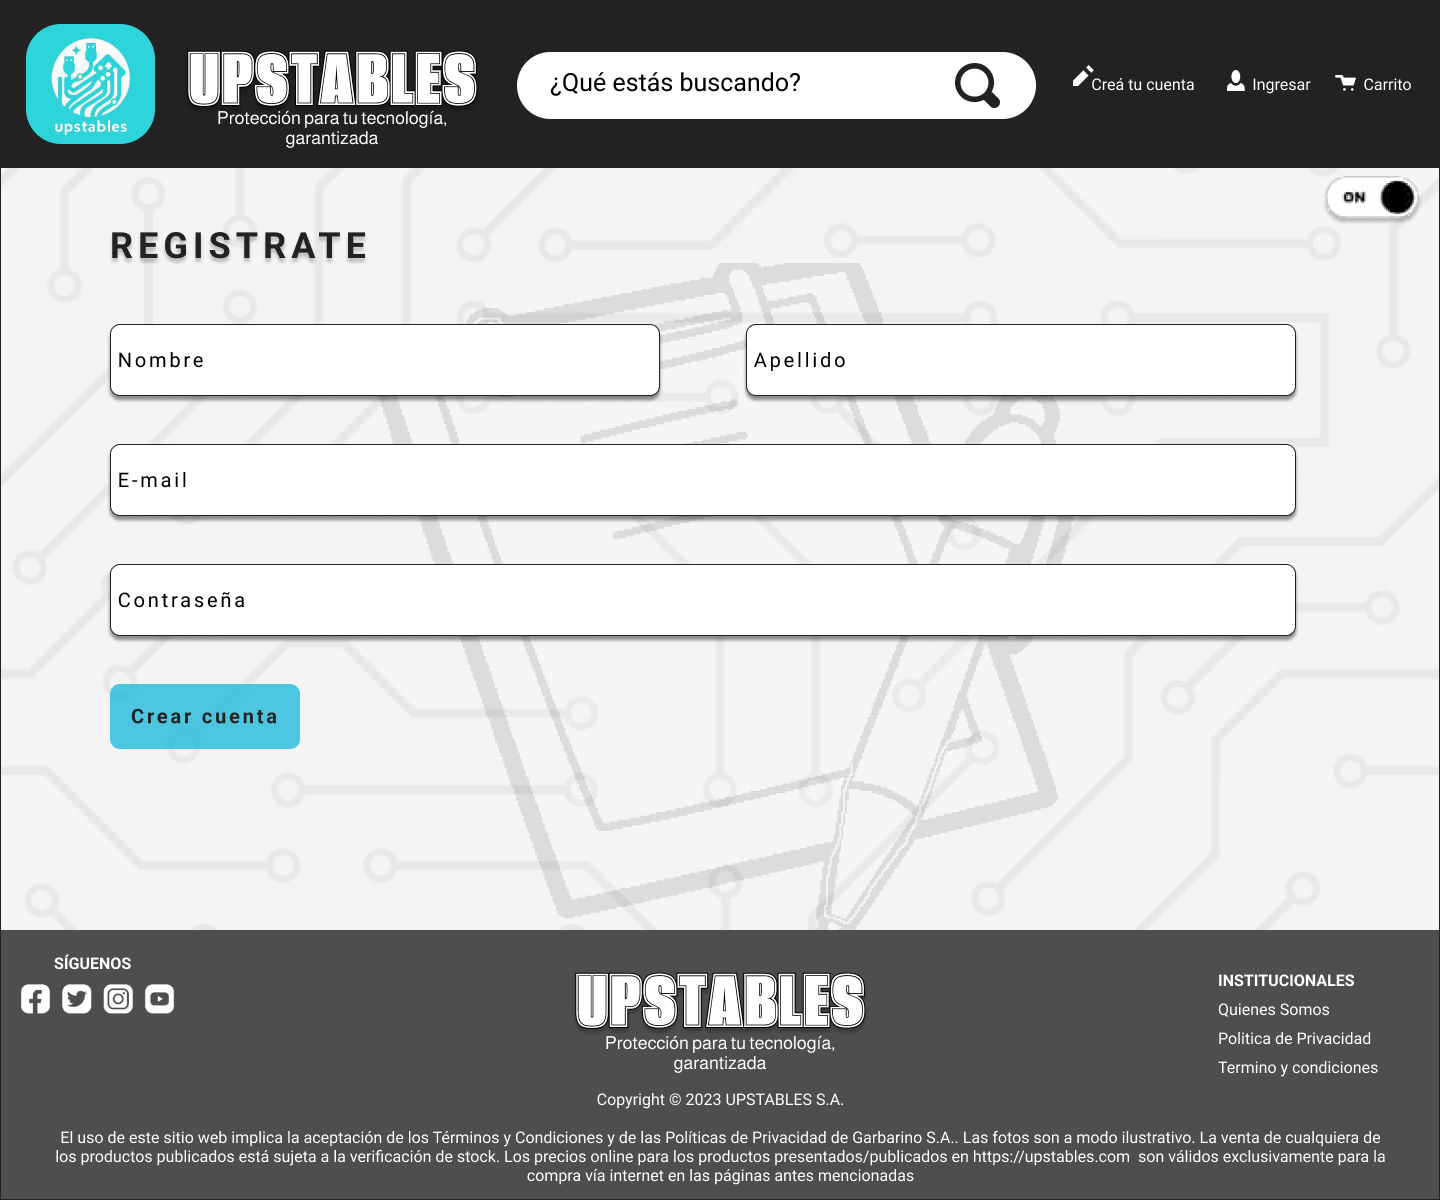 upstables
UPSTABLES
Protección para tu tecnología,
garantizada
¿Qué estás buscando?
Creá tu cuenta
Ingresar
Carrito
ON
REGISTRATE
Nombre
Apellido
E-mail
Contraseña
Crear cuenta
SÍGUENOS
UPSTABLES
Protección para tu tecnología,
garantizada
Copyright © 2023 UPSTABLES S.A.
INSTITUCIONALES
Quienes Somos
Politica de Privacidad
Termino y condiciones
El uso de este sitio web implica la aceptación de los Términos y Condiciones y de las Políticas de Privacidad de Garbarino S.A.. Las fotos son a modo ilustrativo. La venta de cualquiera de
los productos publicados está sujeta a la verificación de stock. Los precios online para los productos presentados/publicados en https://upstables.com  son válidos exclusivamente para la
compra vía internet en las páginas antes mencionadas